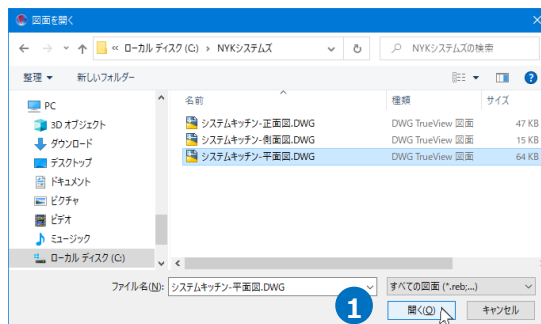 図面を開く
« ローカル ディスク (C:) › NYKシステムズ
NYKシステムズの検索
整理 新しいフォルダー
名前 種類 サイズ
PC
3D オブジェクト
ダウンロード
デスクトップ
ドキュメント
ピクチャ
ビデオ
ミュージック
ローカル ディスク (C:)
システムキッチン-正面図.DWG DWG TrueView 図面 47 KB
システムキッチン-側面図.DWG DWG TrueView 図面 15 KB
システムキッチン-平面図.DWG DWG TrueView 図面 64 KB
ファイル名(N): システムキッチン-平面図.DWG すべての図面 (*.reb;...)
1 開く(O) キャンセル